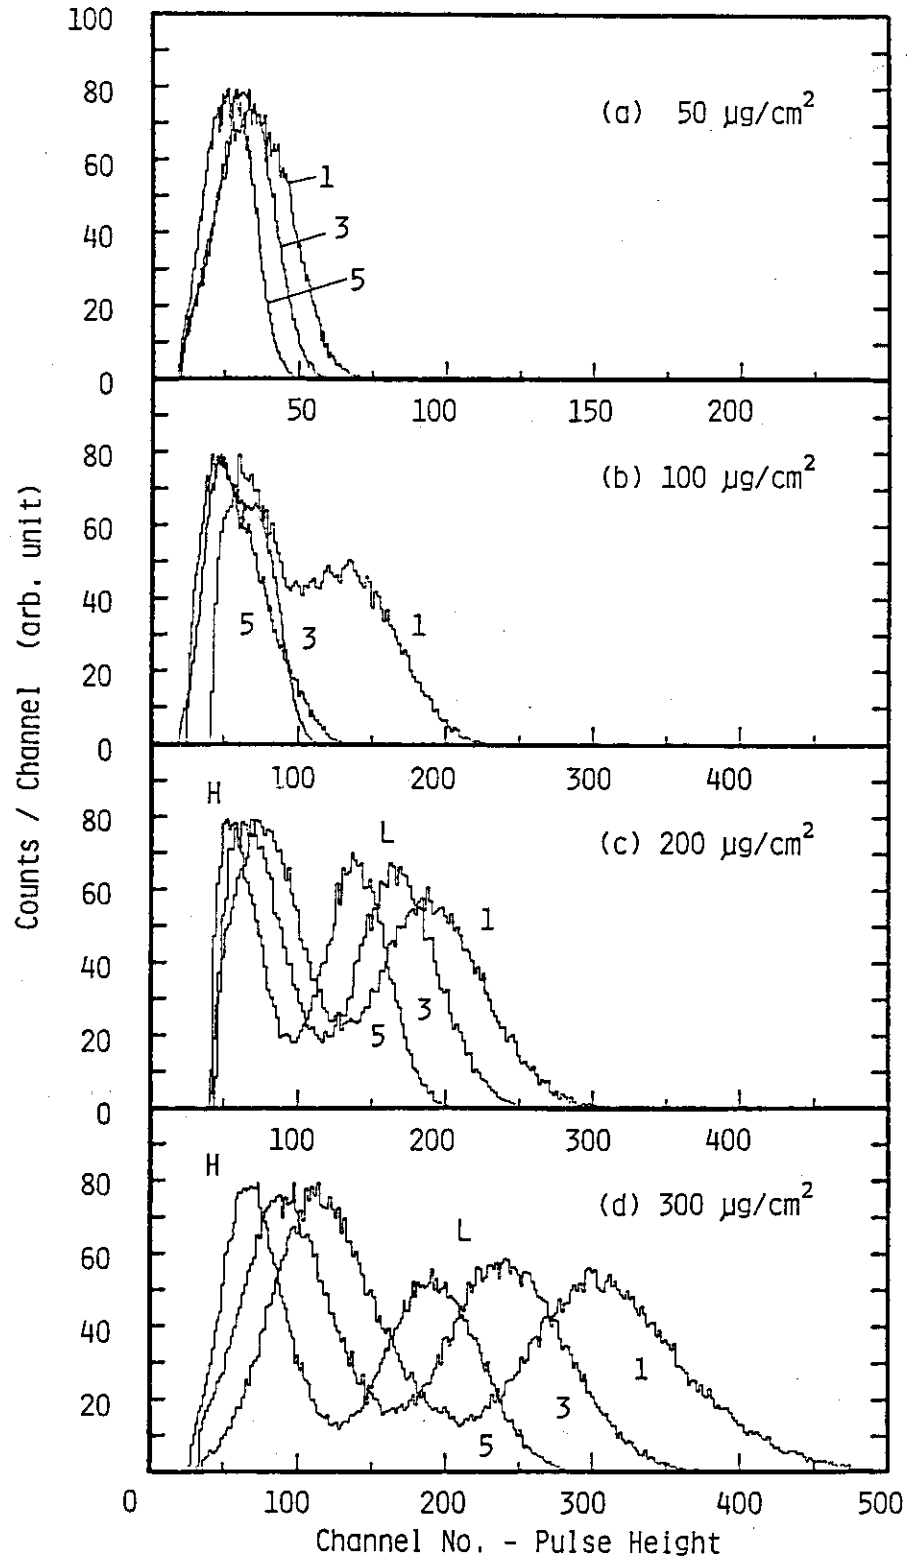 100
80
60
40
20
0
(a) 50 µg/cm²
1
3
5
50 100 150 200
80
60
40
20
0
(b) 100 µg/cm²
5 3 1
100 200 300 400
80
60
40
20
0
H
L
(c) 200 µg/cm²
1
3
5
100 200 300 400
80
60
40
20
H
L
(d) 300 µg/cm²
1
3
5
0 100 200 300 400 500
Channel No. - Pulse Height
Counts / Channel (arb. unit)